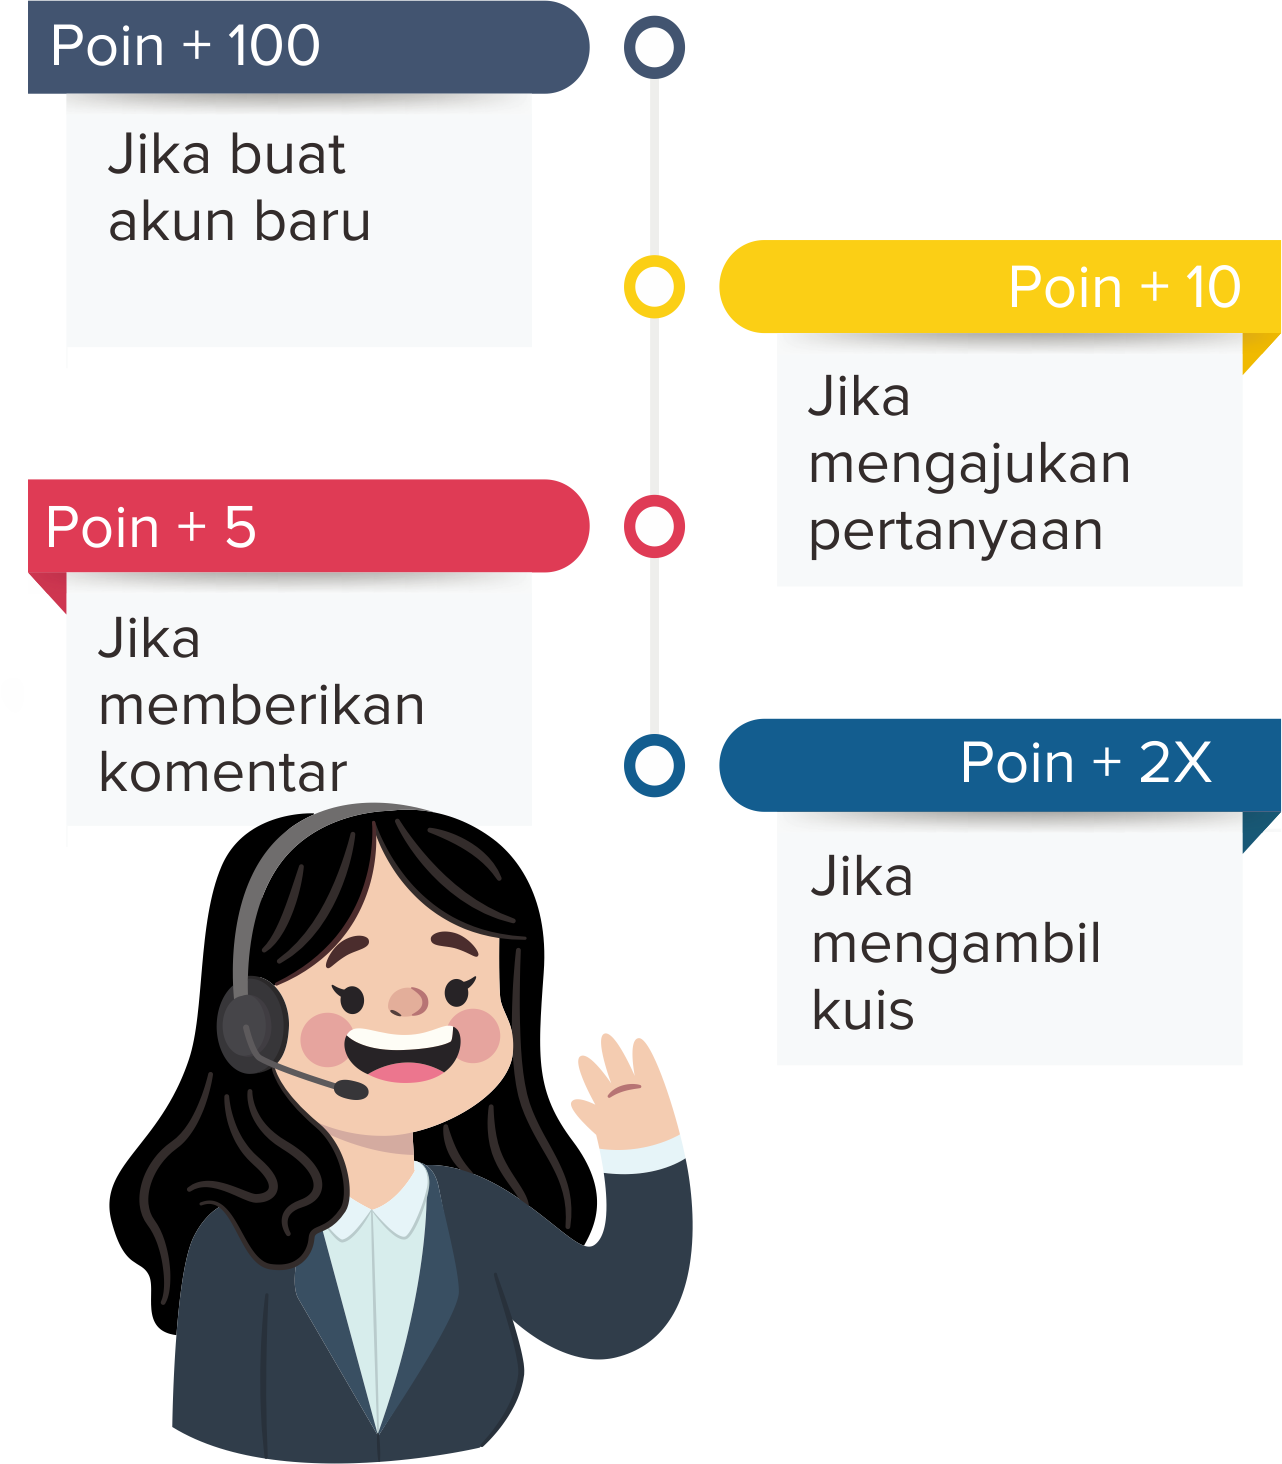 Poin + 100
Jika buat
akun baru
Poin + 10
Jika
mengajukan
pertanyaan
Poin + 5
Jika
memberikan
komentar
Poin + 2X
Jika
mengambil
kuis